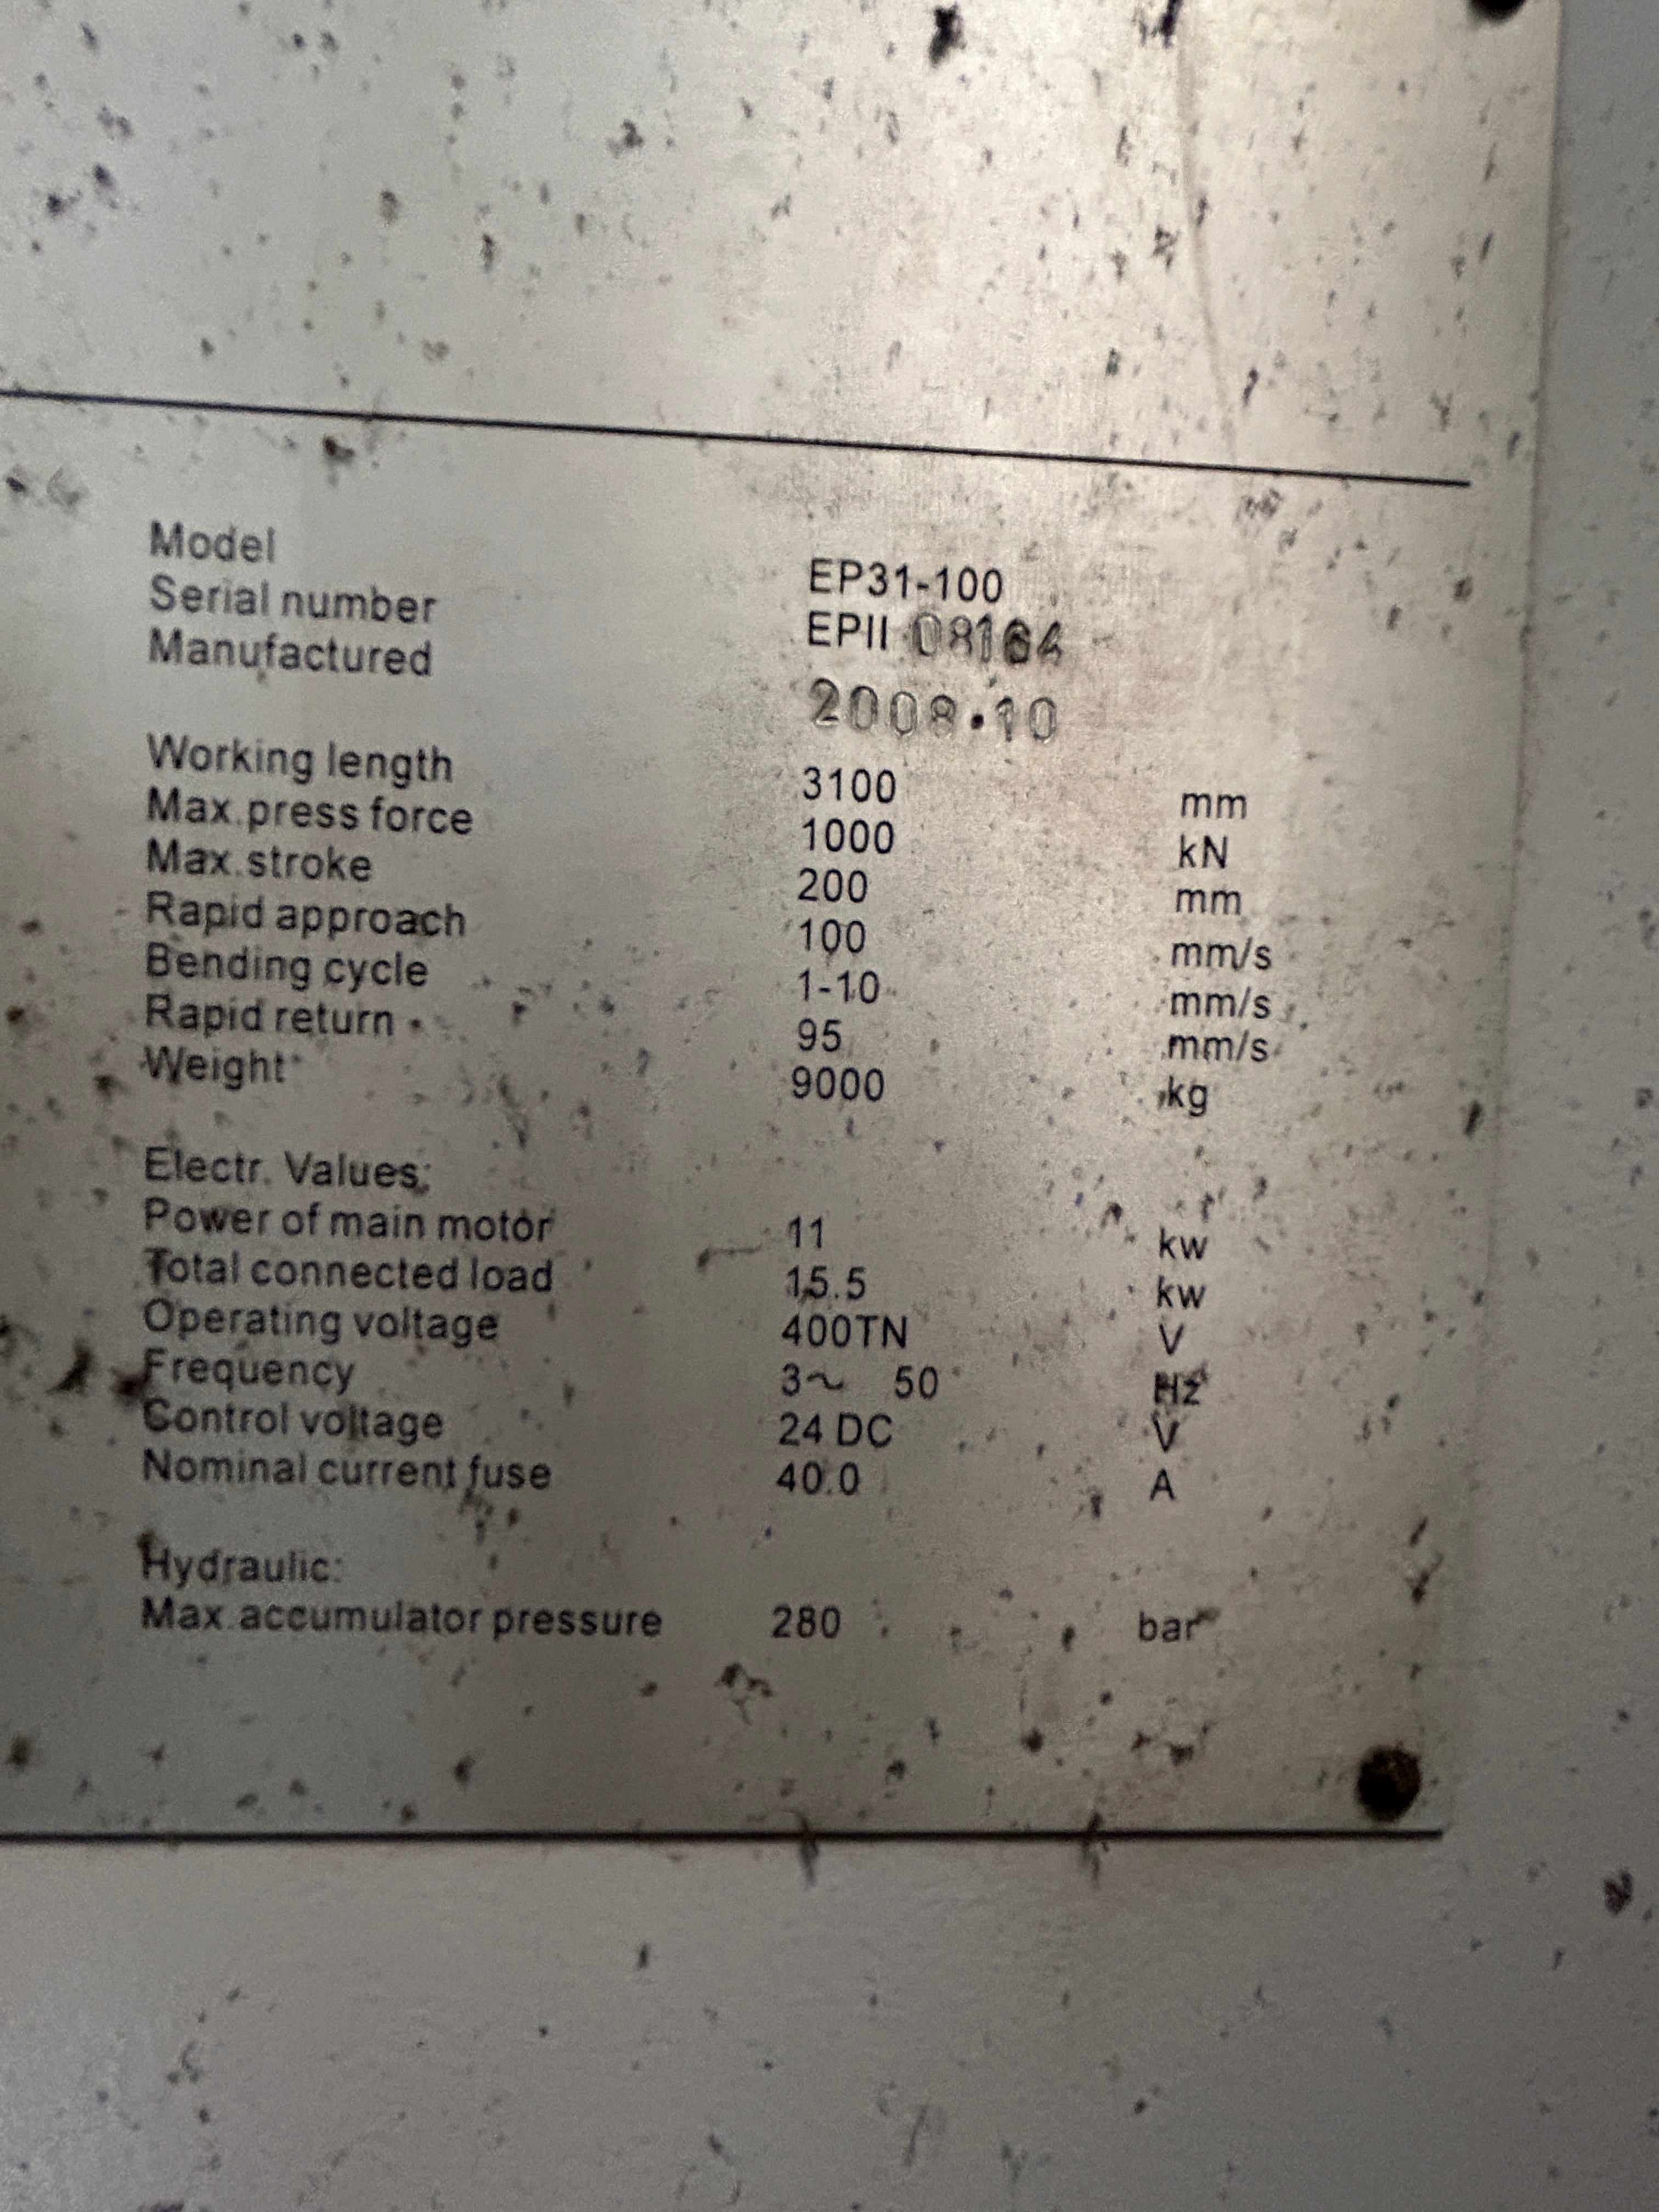 Model EP31-100
Serial number EPII 08164
Manufactured 2008.10
Working length 3100 mm
Max.press force 1000 kN
Max.stroke 200 mm
Rapid approach 100 mm/s
Bending cycle 1-10 mm/s
Rapid return 95 mm/s
Weight 9000 kg
Electr. Values:
Power of main motor 11 kw
Total connected load 15.5 kw
Operating voltage 400TN V
Frequency 3~ 50 Hz
Control voltage 24 DC V
Nominal current fuse 40.0 A
Hydraulic:
Max.accumulator pressure 280 bar